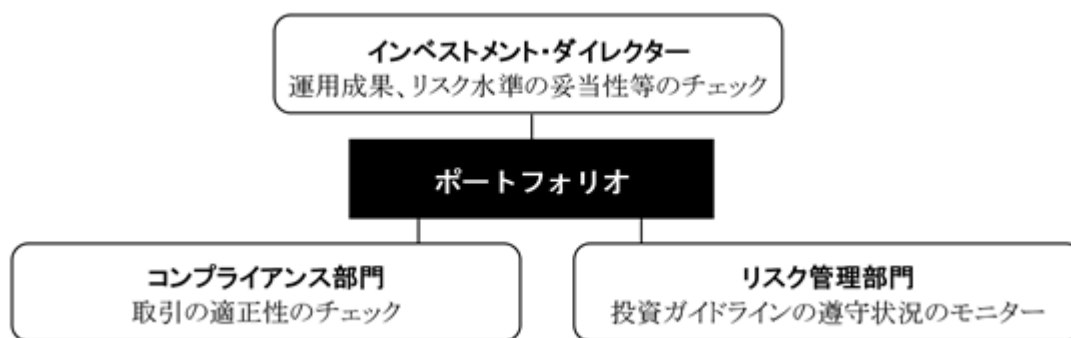 インベストメント・ダイレクター
運用成果、リスク水準の妥当性等のチェック
ポートフォリオ
コンプライアンス部門
取引の適正性のチェック
リスク管理部門
投資ガイドラインの遵守状況のモニター